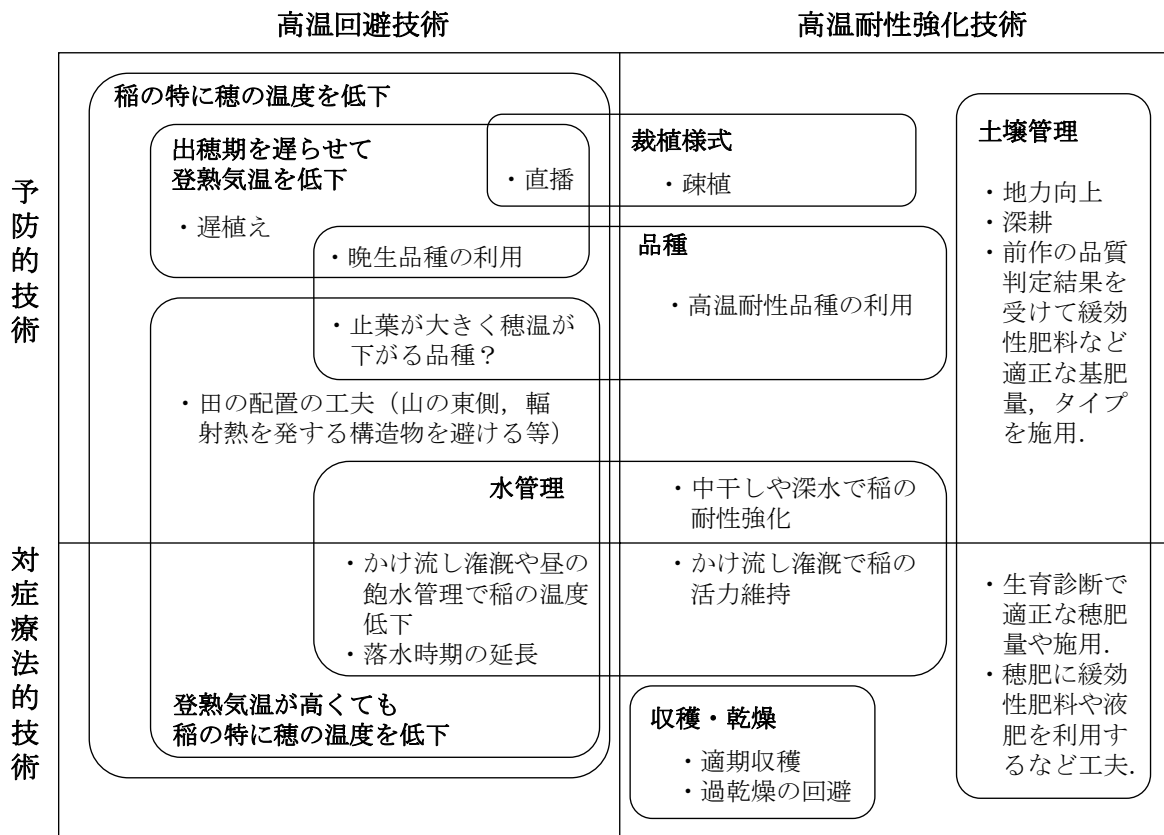 高温回避技術
高温耐性強化技術
予防的技術
対症療法的技術
稲の特に穂の温度を低下
出穂期を遅らせて
登熟気温を低下
・遅植え
・直播
・晩生品種の利用
・止葉が大きく穂温が
下がる品種？
・田の配置の工夫（山の東側，輻
射熱を発する構造物を避ける等）
水管理
・かけ流し潅漑や昼の
飽水管理で稲の温度
低下
・落水時期の延長
登熟気温が高くても
稲の特に穂の温度を低下
裁植様式
・疎植
品種
・高温耐性品種の利用
・中干しや深水で稲の
耐性強化
・かけ流し潅漑で稲の
活力維持
収穫・乾燥
・適期収穫
・過乾燥の回避
土壌管理
・地力向上
・深耕
・前作の品質
判定結果を
受けて緩効
性肥料など
適正な基肥
量，タイプ
を施用．
・生育診断で
適正な穂肥
量や施用．
・穂肥に緩効
性肥料や液
肥を利用す
るなど工夫．